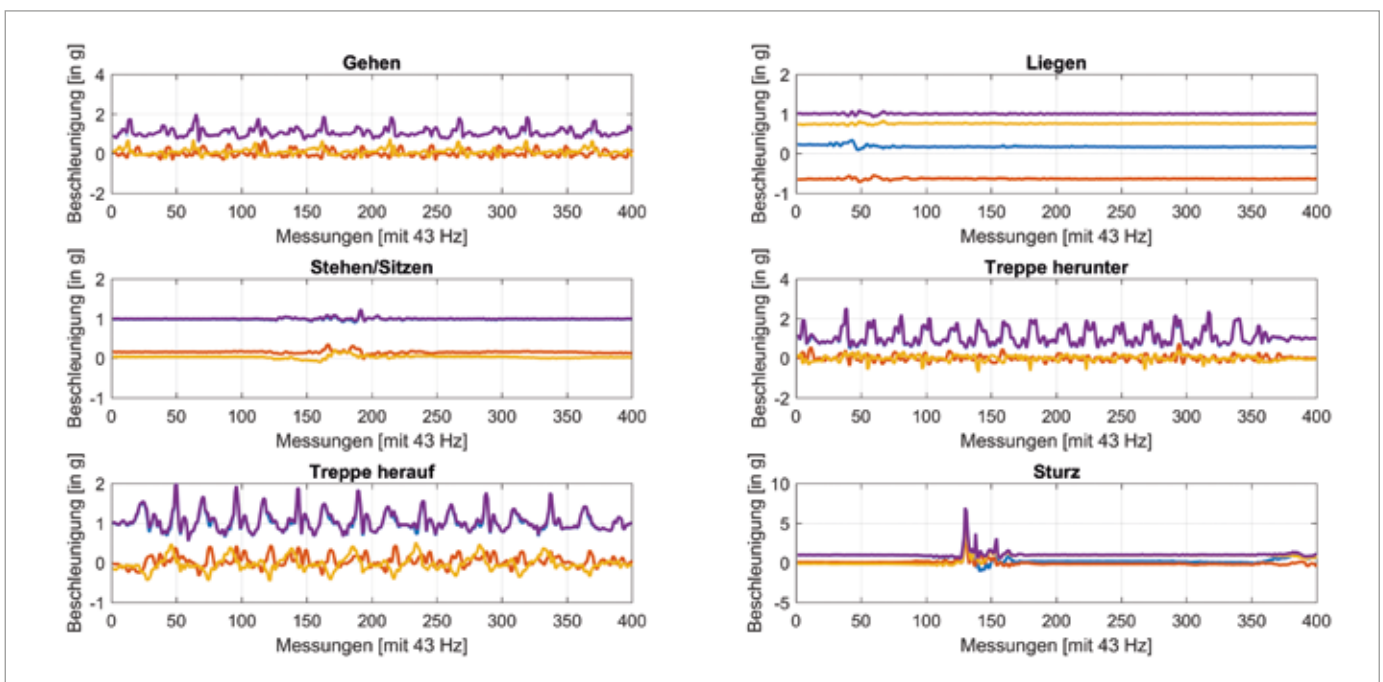 Gehen
Beschleunigung [in g]
4
2
0
-2
0 50 100 150 200 250 300 350 400
Messungen [mit 43 Hz]
Liegen
Beschleunigung [in g]
2
1
0
-1
0 50 100 150 200 250 300 350 400
Messungen [mit 43 Hz]
Stehen/Sitzen
Beschleunigung [in g]
2
1
0
-1
0 50 100 150 200 250 300 350 400
Messungen [mit 43 Hz]
Treppe herunter
Beschleunigung [in g]
4
2
0
-2
0 50 100 150 200 250 300 350 400
Messungen [mit 43 Hz]
Treppe herauf
Beschleunigung [in g]
2
1
0
-1
0 50 100 150 200 250 300 350 400
Messungen [mit 43 Hz]
Sturz
Beschleunigung [in g]
10
5
0
-5
0 50 100 150 200 250 300 350 400
Messungen [mit 43 Hz]